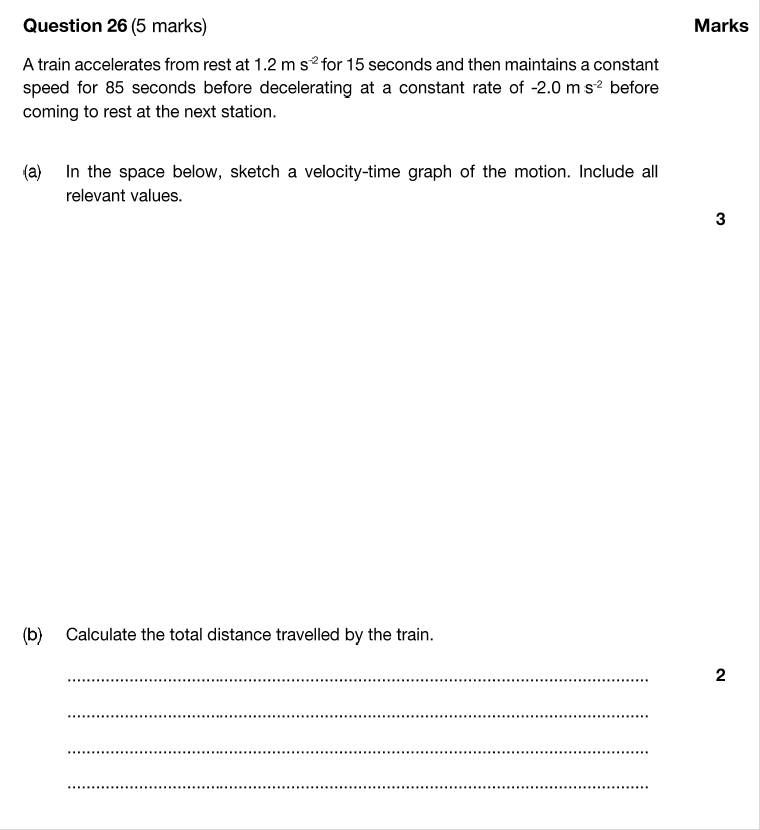 Question 26 (5 marks) Marks
A train accelerates from rest at 1.2 m s⁻² for 15 seconds and then maintains a constant
speed for 85 seconds before decelerating at a constant rate of -2.0 m s⁻² before
coming to rest at the next station.
(a) In the space below, sketch a velocity-time graph of the motion. Include all
relevant values.
3
(b) Calculate the total distance travelled by the train.
2